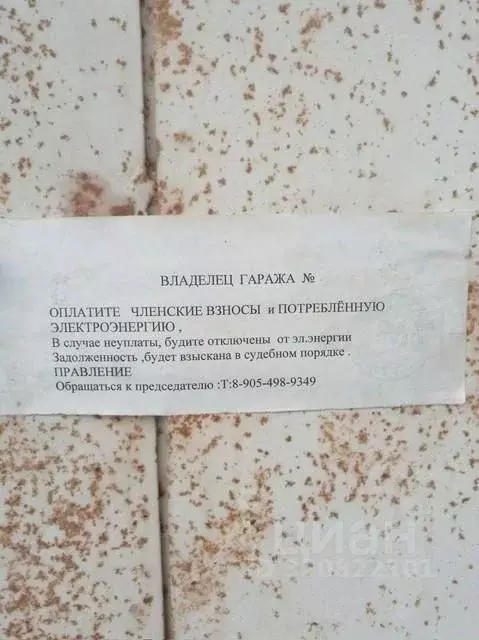 ВЛАДЕЛЕЦ ГАРАЖА №
ОПЛАТИТЕ ЧЛЕНСКИЕ ВЗНОСЫ и ПОТРЕБЛЁННУЮ
ЭЛЕКТРОЭНЕРГИЮ ,
В случае неуплаты, будите отключены от эл.энергии
Задолженность ,будет взыскана в судебном порядке .
ПРАВЛЕНИЕ
Обращаться к председателю :Т:8-905-498-9349
циан